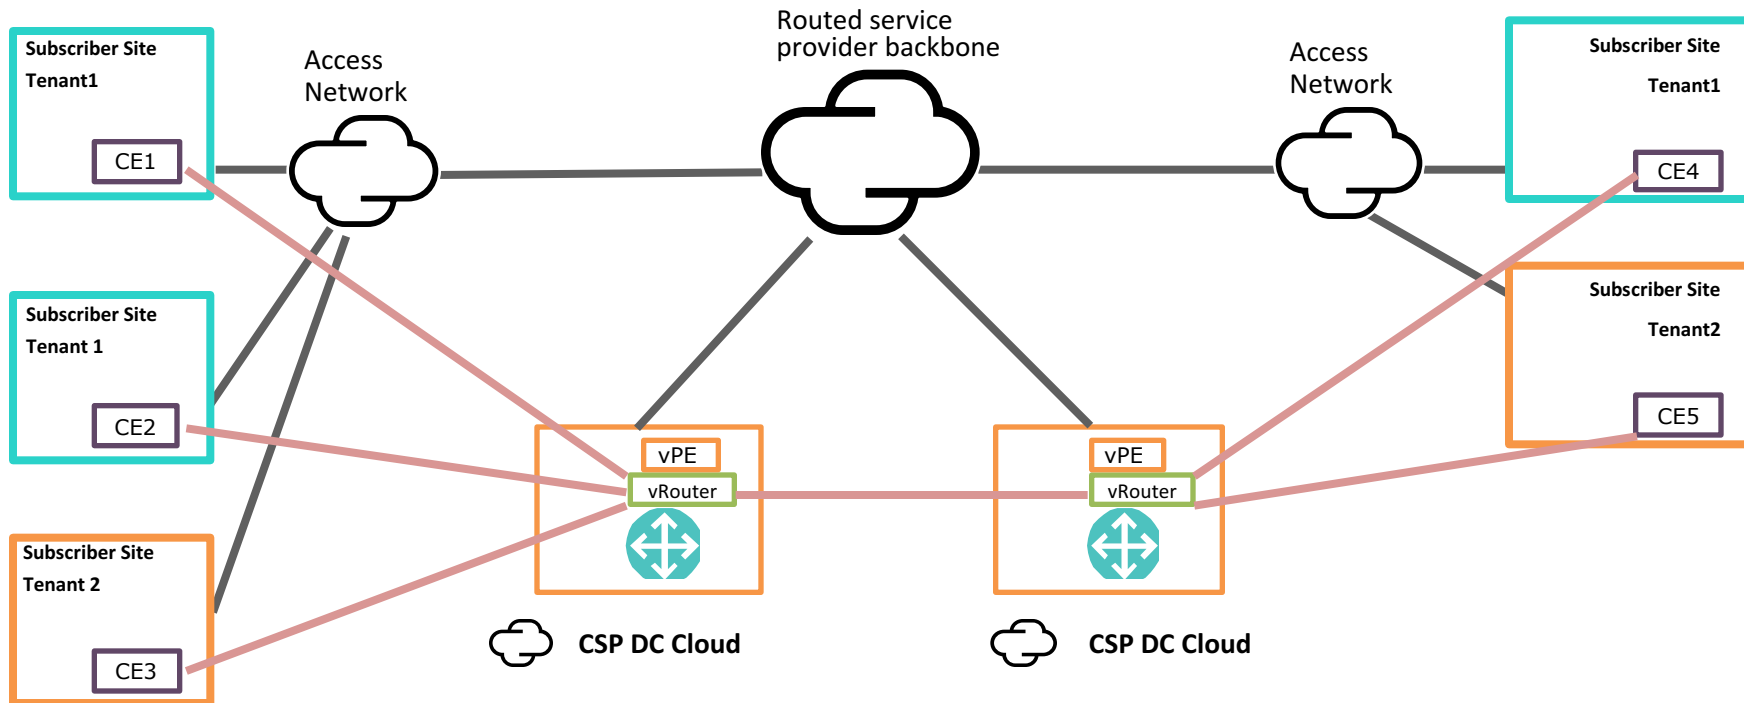 Subscriber Site
Tenant1
CE1
Access
Network
Routed service
provider backbone
Access
Network
Subscriber Site
Tenant1
CE4
Subscriber Site
Tenant 1
CE2
Subscriber Site
Tenant2
CE5
vPE
vRouter
vPE
vRouter
Subscriber Site
Tenant 2
CE3
CSP DC Cloud
CSP DC Cloud